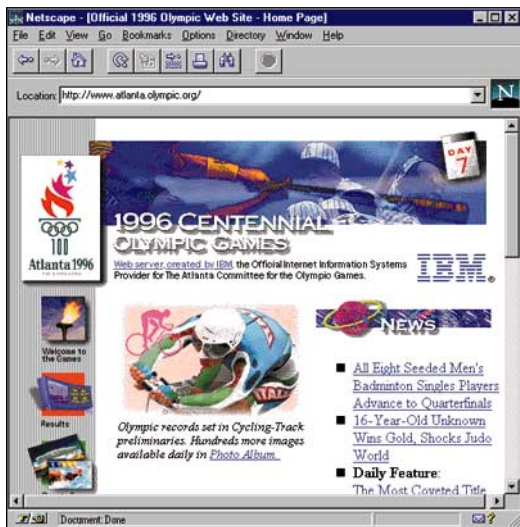 Netscape - [Official 1996 Olympic Web Site - Home Page]
File Edit View Go Bookmarks Options Directory Window Help
Location: http://www.atlanta.olympic.org/
N
DAY
7
100
Atlanta 1996
1996 CENTENNIAL
OLYMPIC GAMES
Web server, created by IBM, the Official Internet Information Systems
Provider for The Atlanta Committee for the Olympic Games.
IBM®
Welcome to
the Games
Results
ITALIA
Olympic records set in Cycling-Track
preliminaries. Hundreds more images
available daily in Photo Album.
NEWS
All Eight Seeded Men's
Badminton Singles Players
Advance to Quarterfinals
16-Year-Old Unknown
Wins Gold, Shocks Judo
World
Daily Feature:
The Most Coveted Title
Document: Done